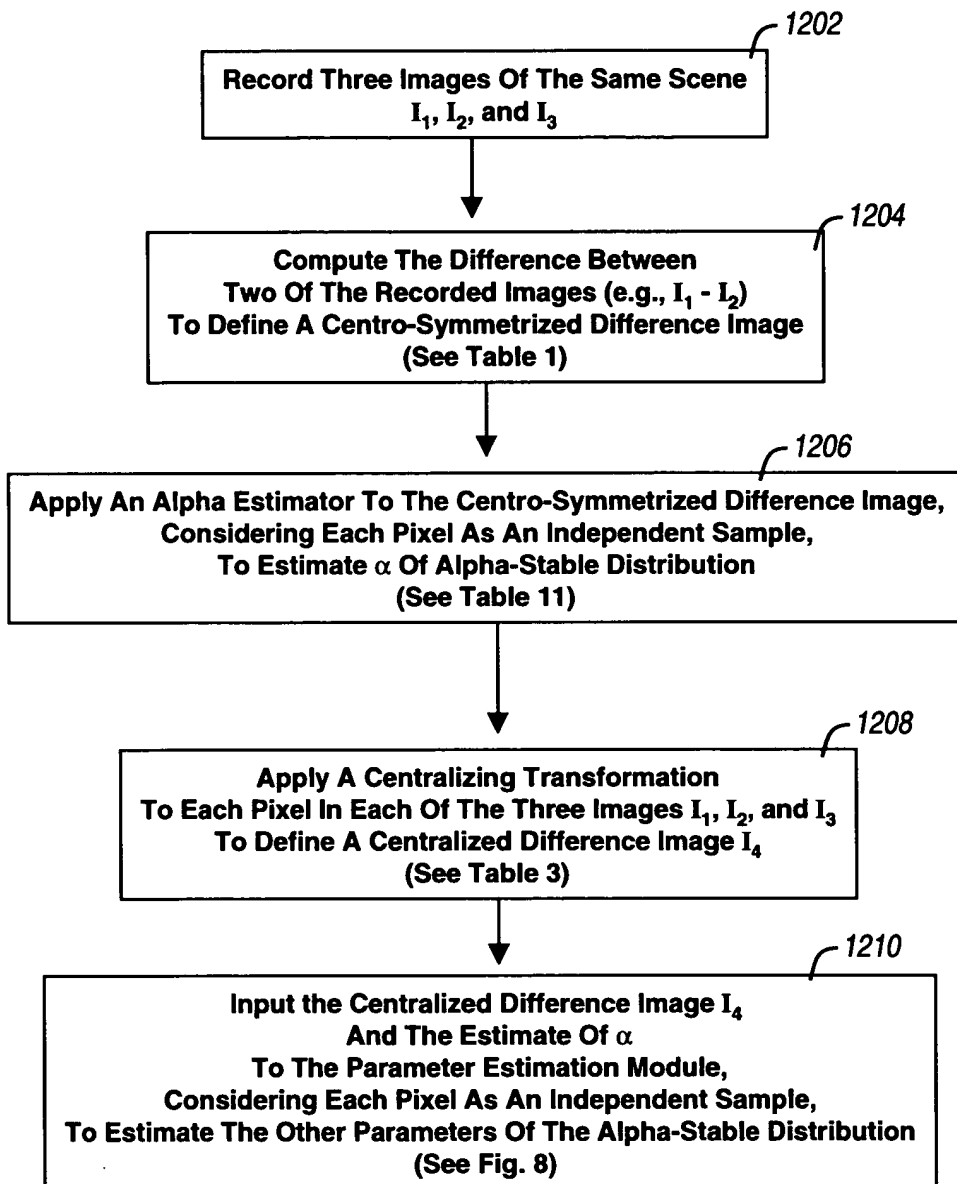 1202
Record Three Images Of The Same Scene
I₁, I₂, and I₃
1204
Compute The Difference Between
Two Of The Recorded Images (e.g., I₁ - I₂)
To Define A Centro-Symmetrized Difference Image
(See Table 1)
1206
Apply An Alpha Estimator To The Centro-Symmetrized Difference Image,
Considering Each Pixel As An Independent Sample,
To Estimate α Of Alpha-Stable Distribution
(See Table 11)
1208
Apply A Centralizing Transformation
To Each Pixel In Each Of The Three Images I₁, I₂, and I₃
To Define A Centralized Difference Image I₄
(See Table 3)
1210
Input the Centralized Difference Image I₄
And The Estimate Of α
To The Parameter Estimation Module,
Considering Each Pixel As An Independent Sample,
To Estimate The Other Parameters Of The Alpha-Stable Distribution
(See Fig. 8)